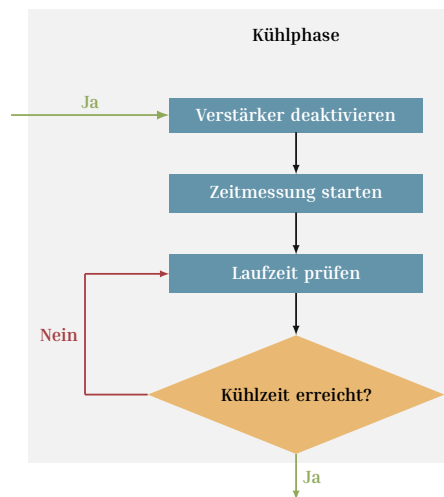 Kühlphase
Ja
Verstärker deaktivieren
Zeitmessung starten
Laufzeit prüfen
Nein
Kühlzeit erreicht?
Ja